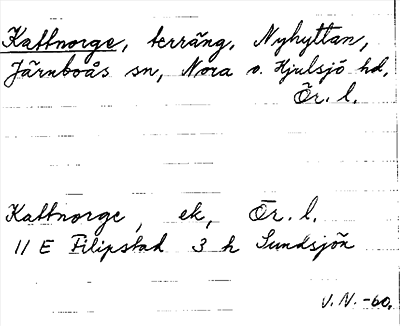 Kattnorge, terräng, Nyhyttan,
Järnboås sn, Nora o. Hjulsjö hd,
Ör. l.
Kattnorge, ek, Ör. l.
11 E Filipstad 3 h Sundsjön
J. N. -60.